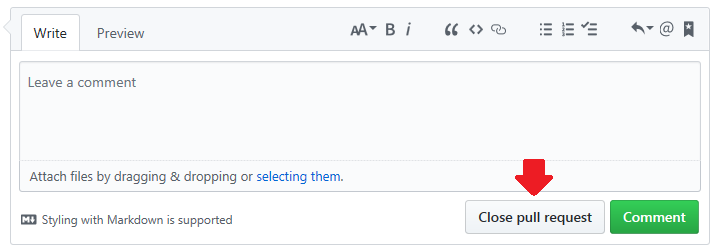 Write Preview AA B i
Leave a comment
Attach files by dragging & dropping or selecting them.
Styling with Markdown is supported Close pull request Comment